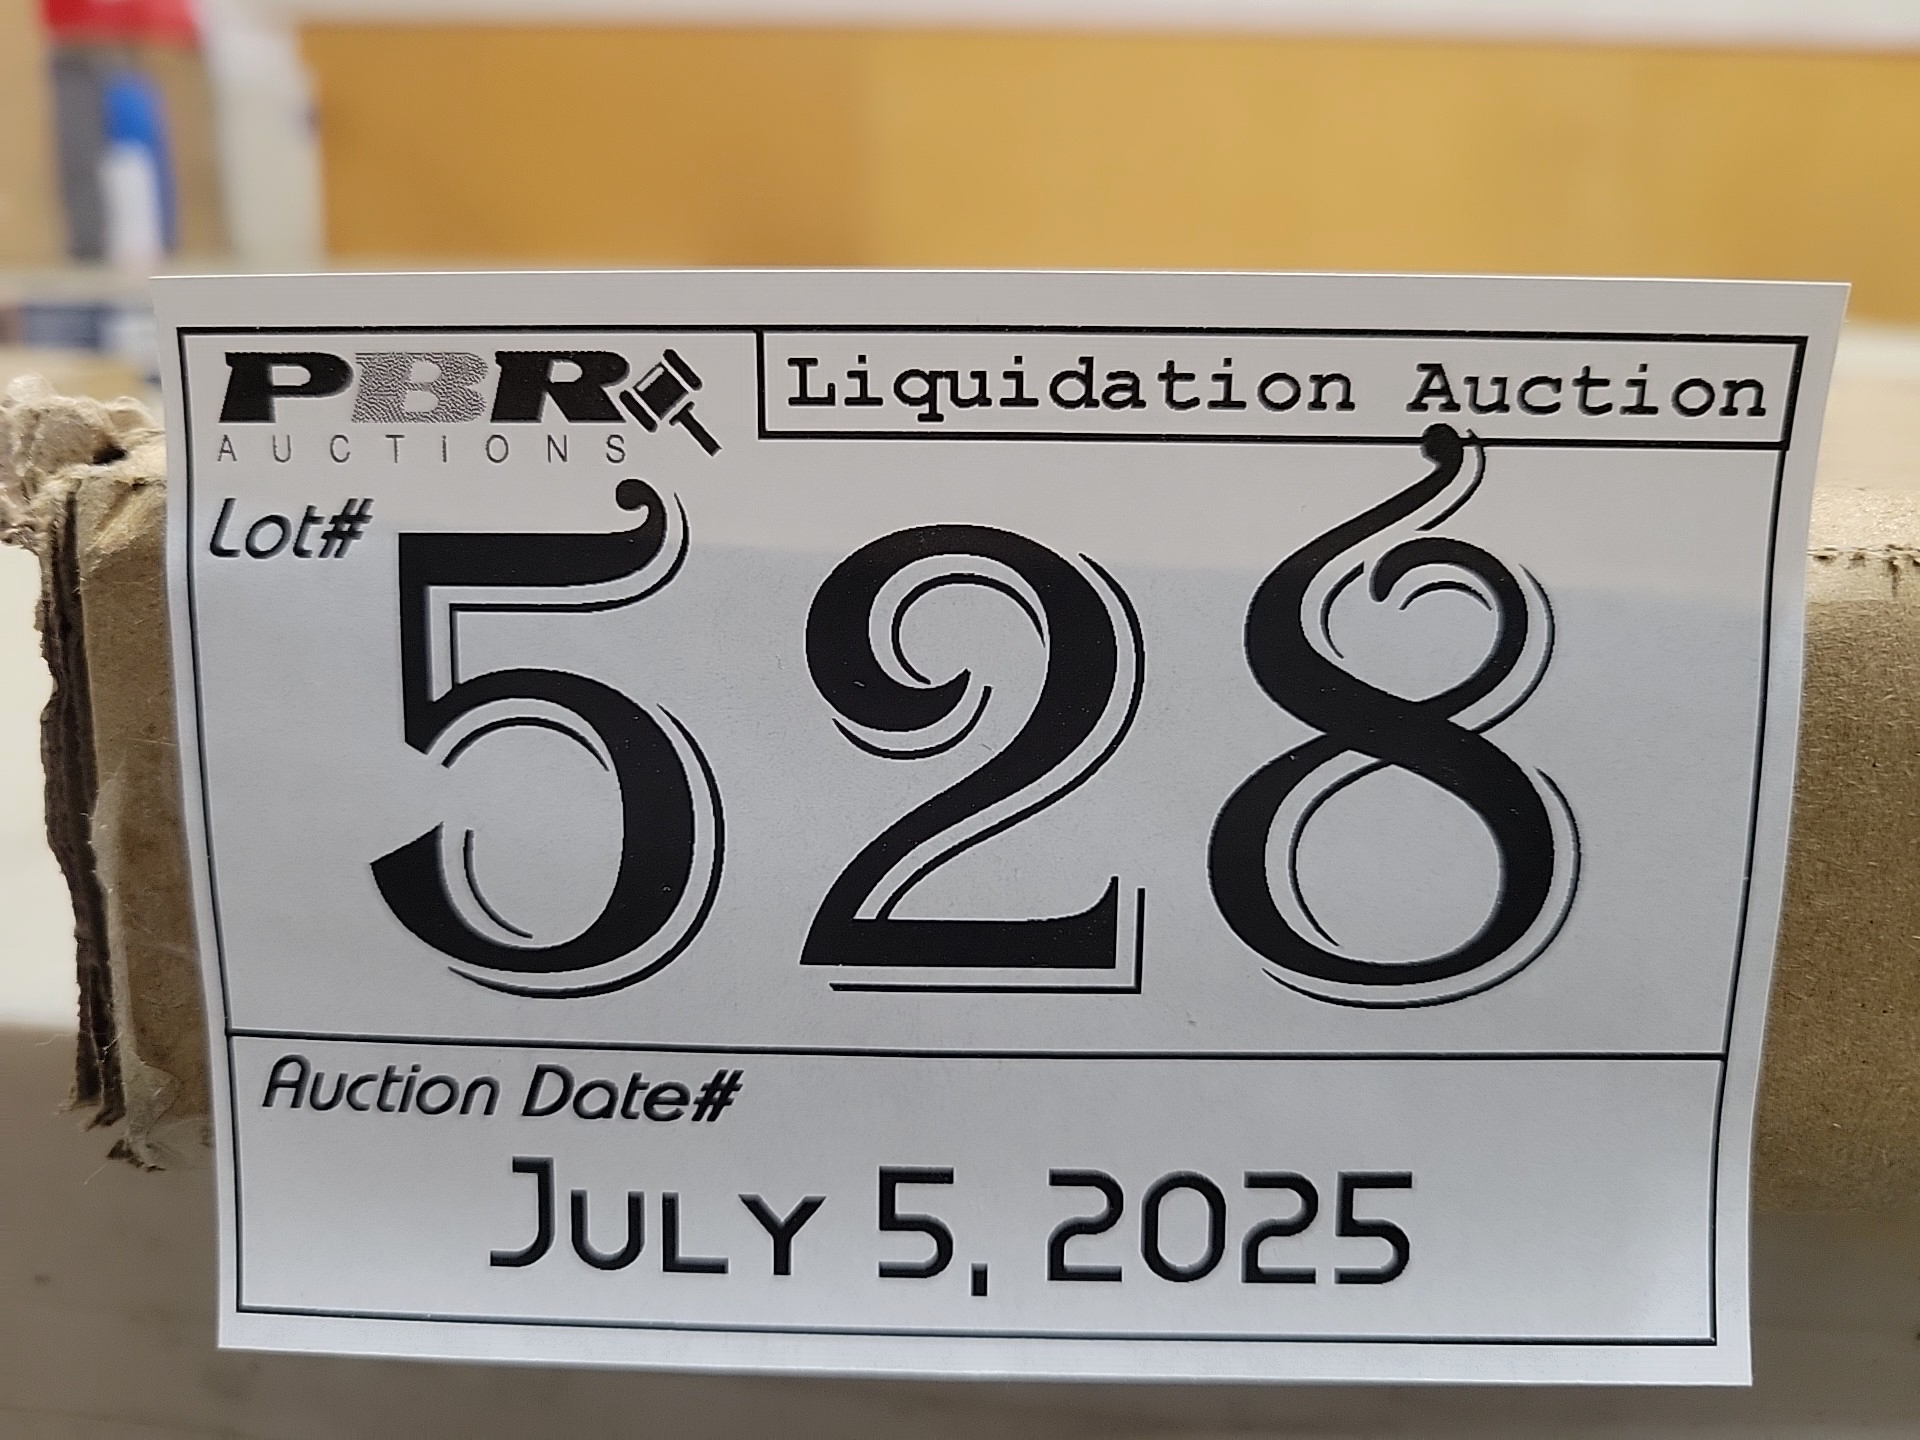 PBR
AUCTIONS
Liquidation Auction
Lot#
528
Auction Date#
July 5, 2025